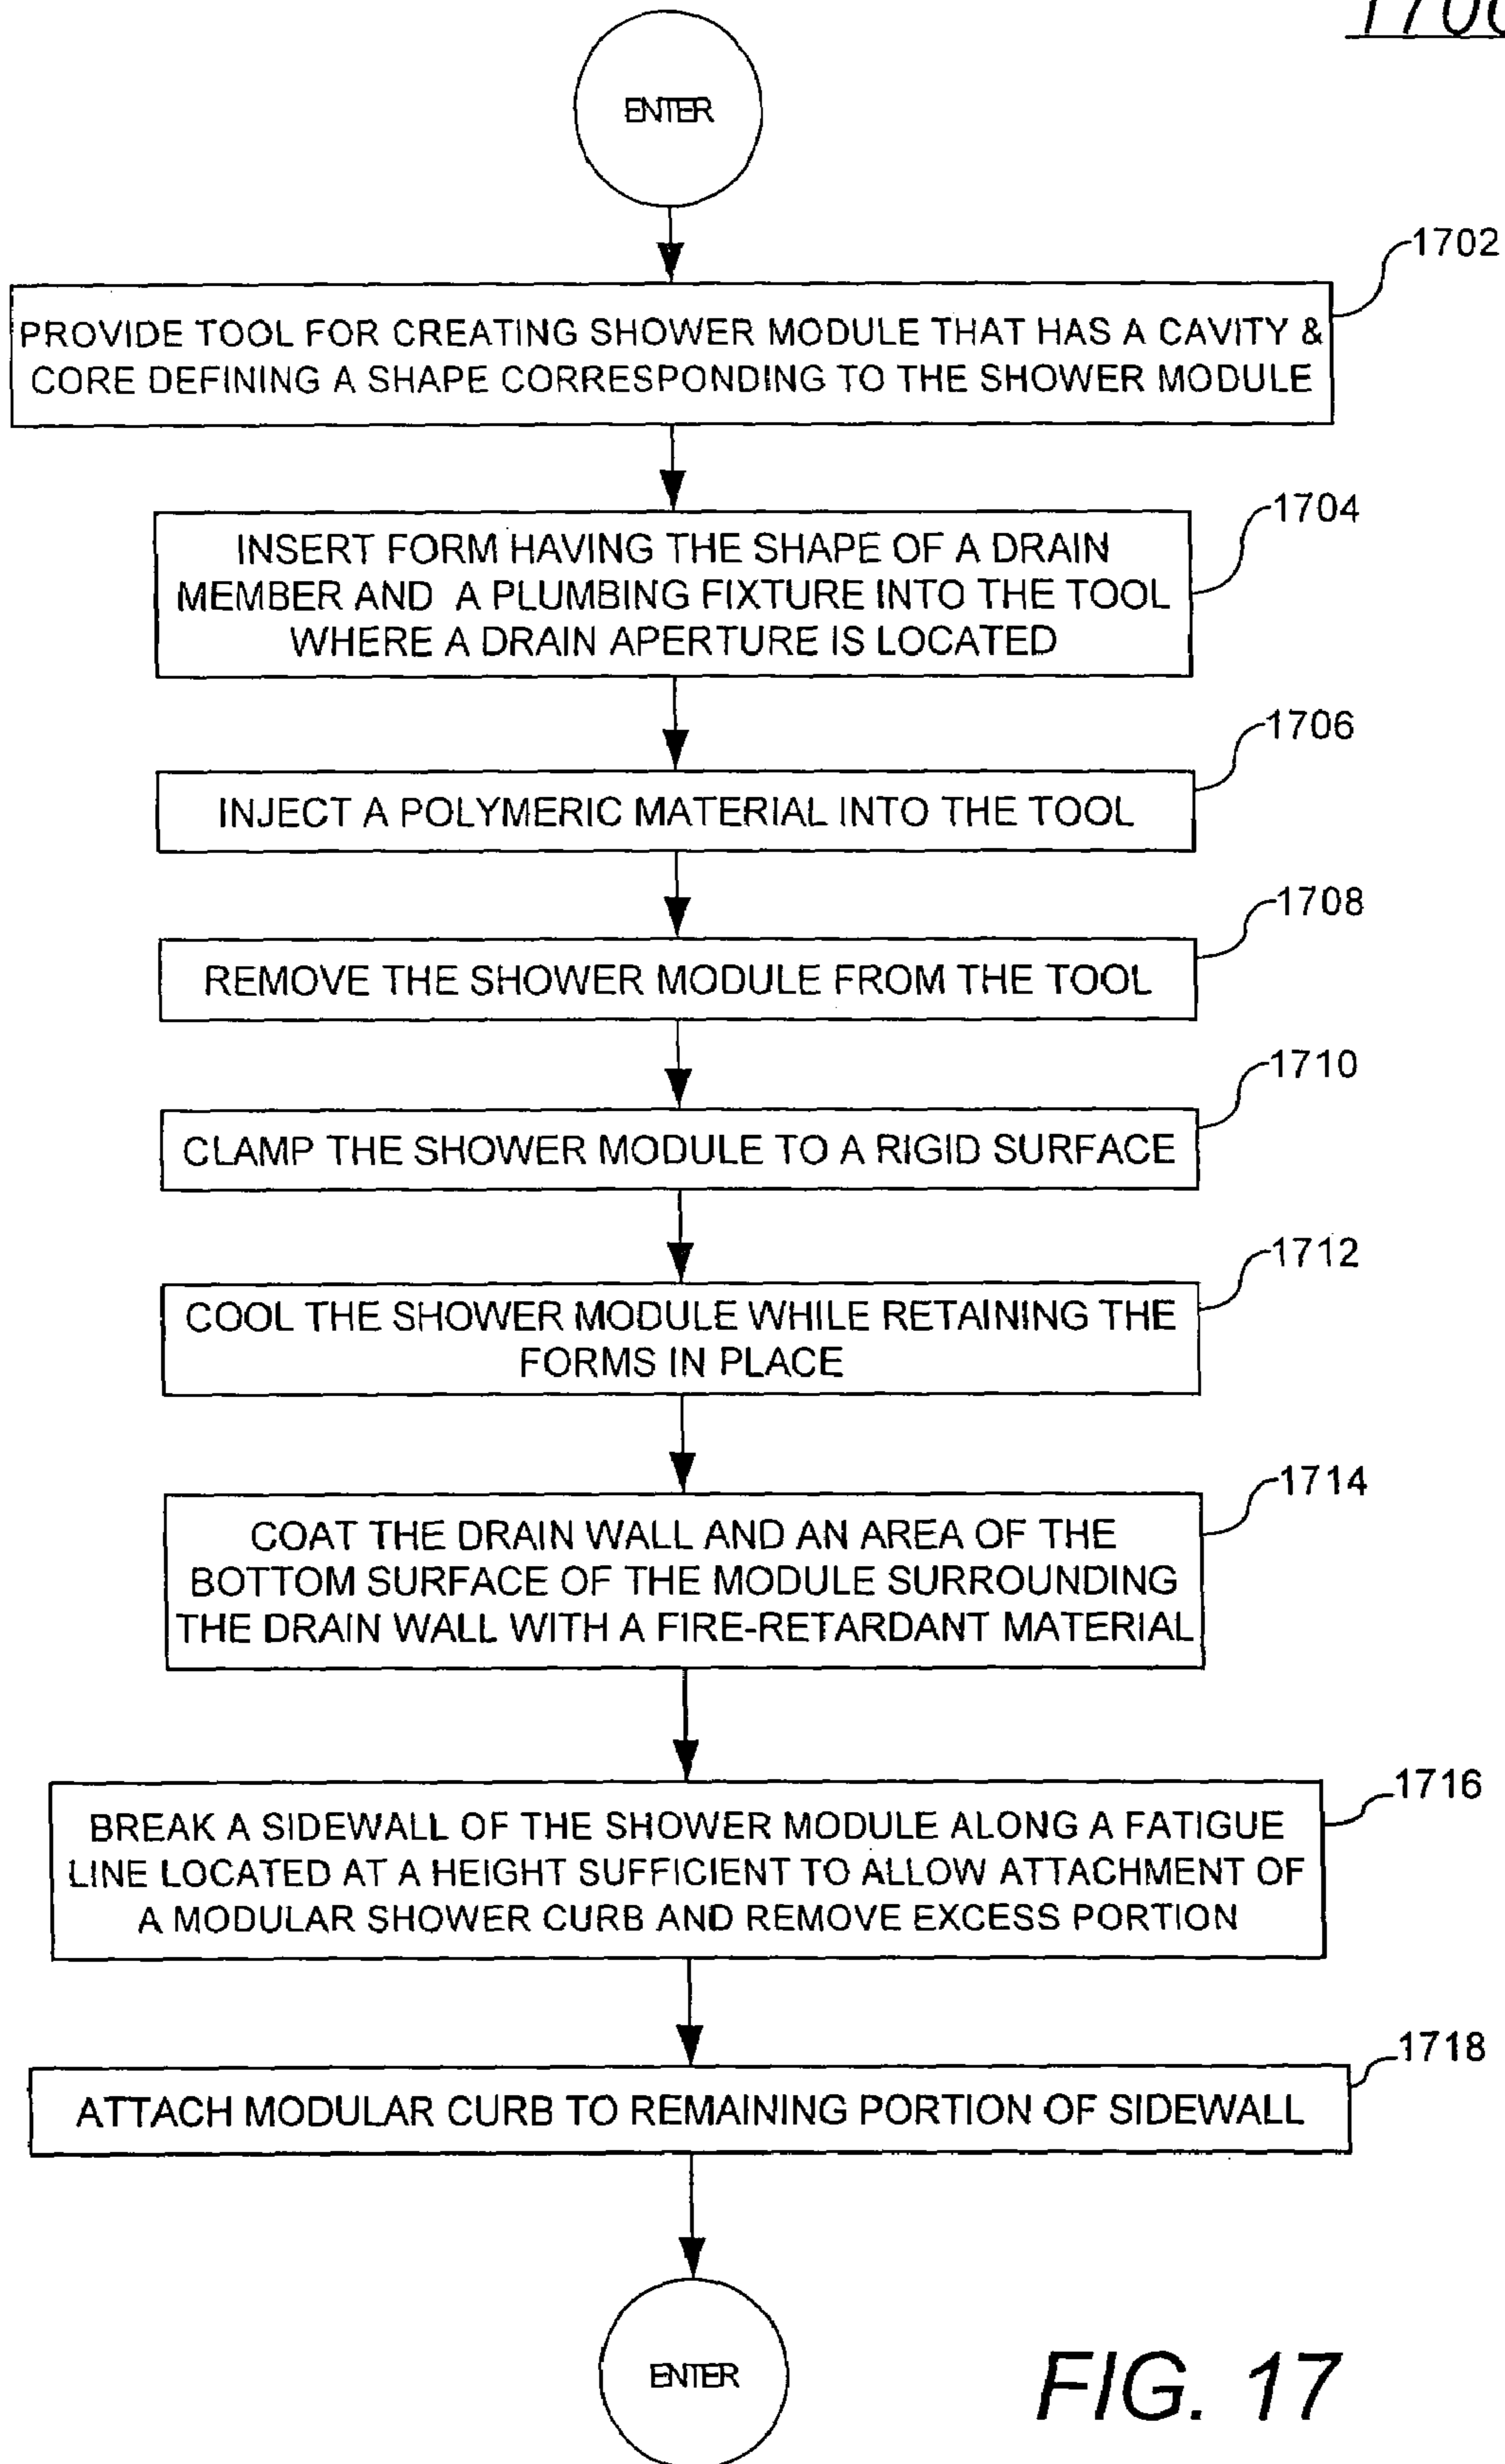 1700
ENTER
1702
PROVIDE TOOL FOR CREATING SHOWER MODULE THAT HAS A CAVITY &
CORE DEFINING A SHAPE CORRESPONDING TO THE SHOWER MODULE
1704
INSERT FORM HAVING THE SHAPE OF A DRAIN
MEMBER AND A PLUMBING FIXTURE INTO THE TOOL
WHERE A DRAIN APERTURE IS LOCATED
1706
INJECT A POLYMERIC MATERIAL INTO THE TOOL
1708
REMOVE THE SHOWER MODULE FROM THE TOOL
1710
CLAMP THE SHOWER MODULE TO A RIGID SURFACE
1712
COOL THE SHOWER MODULE WHILE RETAINING THE
FORMS IN PLACE
1714
COAT THE DRAIN WALL AND AN AREA OF THE
BOTTOM SURFACE OF THE MODULE SURROUNDING
THE DRAIN WALL WITH A FIRE-RETARDANT MATERIAL
1716
BREAK A SIDEWALL OF THE SHOWER MODULE ALONG A FATIGUE
LINE LOCATED AT A HEIGHT SUFFICIENT TO ALLOW ATTACHMENT OF
A MODULAR SHOWER CURB AND REMOVE EXCESS PORTION
1718
ATTACH MODULAR CURB TO REMAINING PORTION OF SIDEWALL
ENTER
FIG. 17